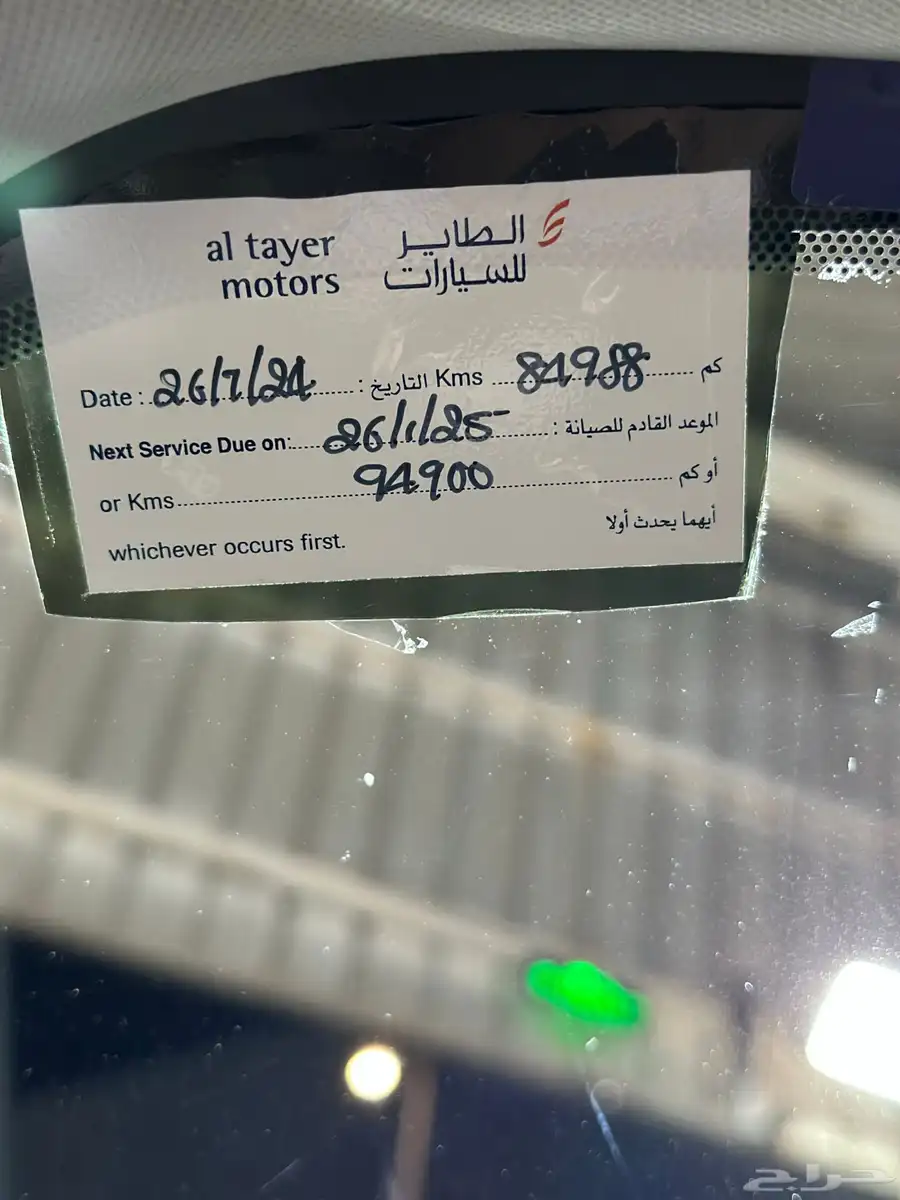 al tayer motors
الطاير للسيارات
Date : 26/7/24 التاريخ : Kms 84988 كم
Next Service Due on: 26/1/25 الموعد القادم للصيانة :
or Kms 94900 أو كم
whichever occurs first. أيهما يحدث أولا
حراج